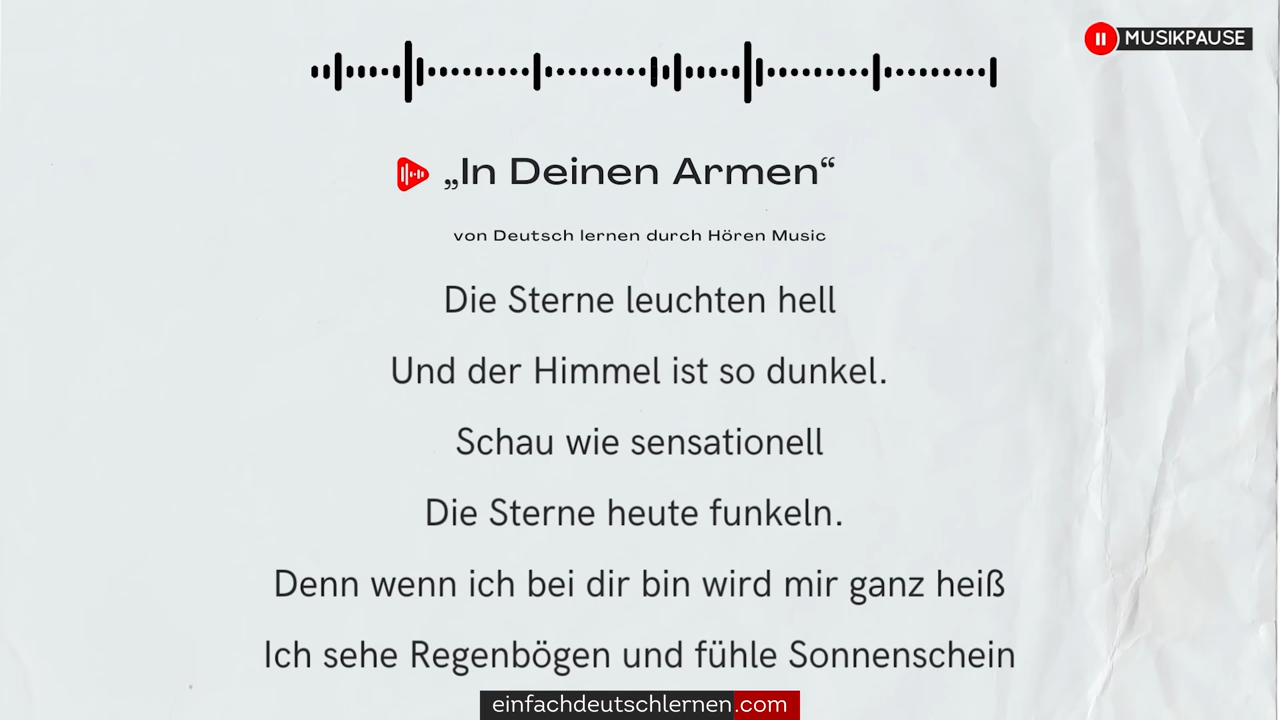 MUSIKPAUSE
„In Deinen Armen“
von Deutsch lernen durch Hören Music
Die Sterne leuchten hell
Und der Himmel ist so dunkel.
Schau wie sensationell
Die Sterne heute funkeln.
Denn wenn ich bei dir bin wird mir ganz heiß
Ich sehe Regenbögen und fühle Sonnenschein
einfachdeutschlernen.com